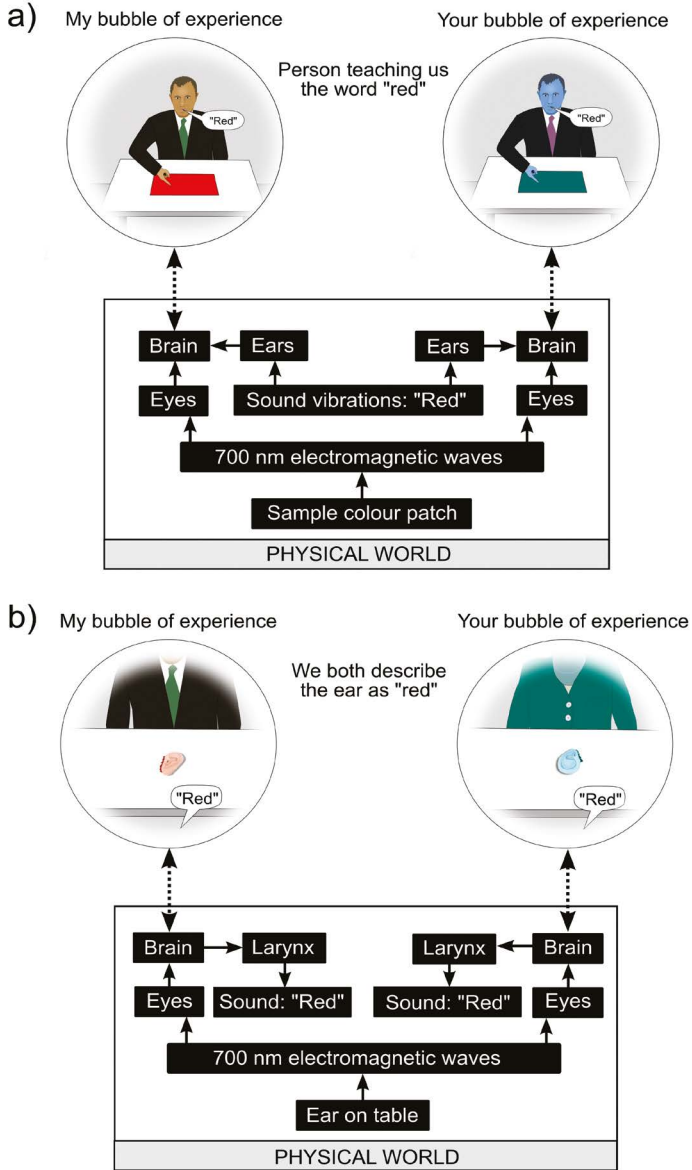 a)
My bubble of experience
Your bubble of experience
Person teaching us
the word "red"
"Red"
"Red"
Brain
Ears
Ears
Brain
Eyes
Sound vibrations: "Red"
Eyes
700 nm electromagnetic waves
Sample colour patch
PHYSICAL WORLD
b)
My bubble of experience
Your bubble of experience
We both describe
the ear as "red"
"Red"
"Red"
Brain
Larynx
Larynx
Brain
Eyes
Sound: "Red"
Sound: "Red"
Eyes
700 nm electromagnetic waves
Ear on table
PHYSICAL WORLD